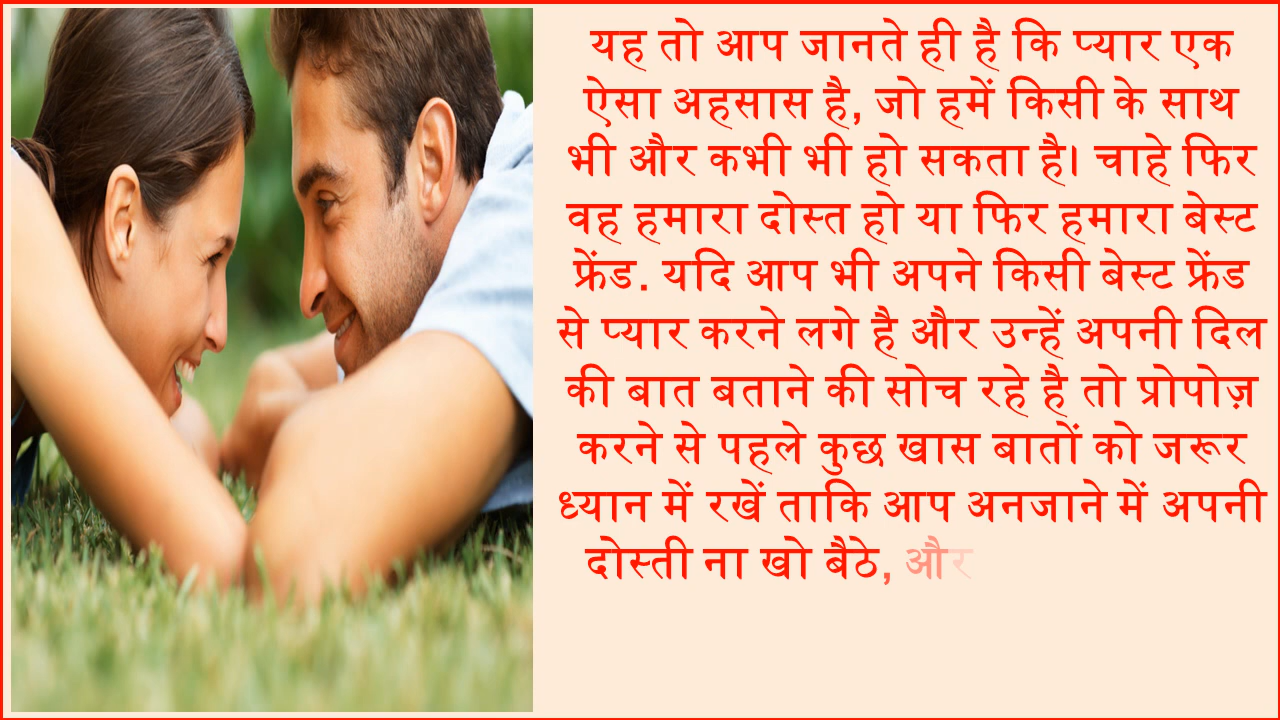 यह तो आप जानते ही है कि प्यार एक
ऐसा अहसास है, जो हमें किसी के साथ
भी और कभी भी हो सकता है। चाहे फिर
वह हमारा दोस्त हो या फिर हमारा बेस्ट
फ्रेंड. यदि आप भी अपने किसी बेस्ट फ्रेंड
से प्यार करने लगे है और उन्हें अपनी दिल
की बात बताने की सोच रहे है तो प्रोपोज़
करने से पहले कुछ खास बातों को जरूर
ध्यान में रखें ताकि आप अनजाने में अपनी
दोस्ती ना खो बैठे, और